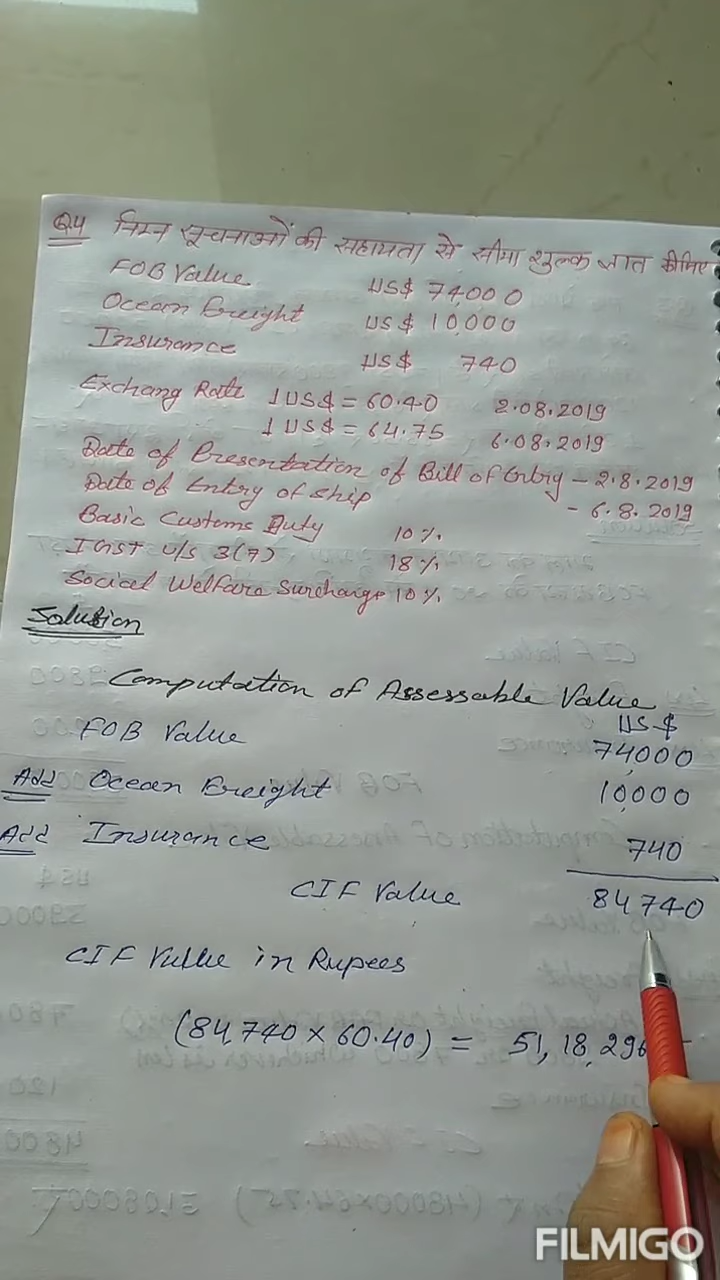 Q4 निम्न सूचनाओं की सहायता से सीमा शुल्क ज्ञात कीजिए
FOB Value US$ 74,000
Ocean Freight US$ 10,000
Insurance US$ 740
Exchang Rate 1 US$ = 60.40 2.08.2019
1 US$ = 64.75 6.08.2019
Date of Presentation of Bill of Entry - 2.8.2019
Date of Entry of Ship - 6.8.2019
Basic Customs Duty 10%
IGST U/S 3(7) 18%
Social Welfare Surcharge 10%
Solution
Computation of Assessable Value
US $
FOB Value 74,000
Add Ocean Freight 10,000
Add Insurance 740
CIF Value 84740
CIF Value in Rupees
(84,740 × 60.40) = 51,18,296
FILMIGO